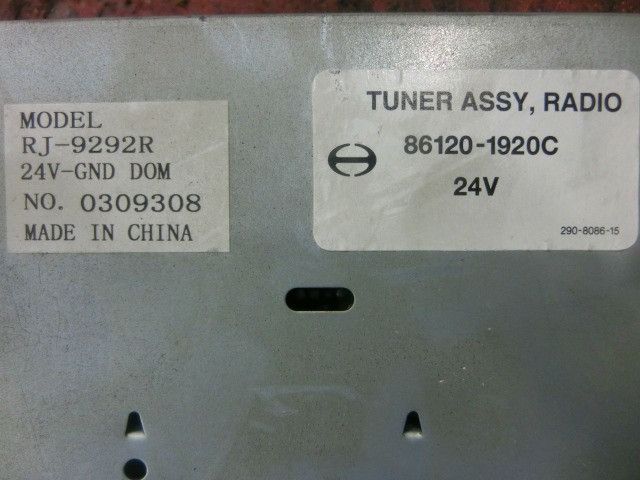 MODEL
RJ-9292R
24V-GND DOM
NO. 0309308
MADE IN CHINA
TUNER ASSY, RADIO
86120-1920C
24V
290-8086-15